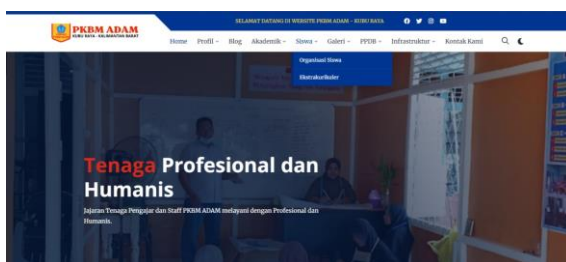 SELAMAT DATANG DI WEBSITE PKBM ADAM - KUBU RAYA
PKBM ADAM
KUBU RAYA - KALIMANTAN BARAT
Home Profil Blog Akademik Siswa Galeri PPDB Infrastruktur Kontak Kami
Organisasi Siswa
Ekstrakurikuler
Tenaga Profesional dan
Humanis
Jajaran Tenaga Pengajar dan Staff PKBM ADAM melayani dengan Profesional dan
Humanis.